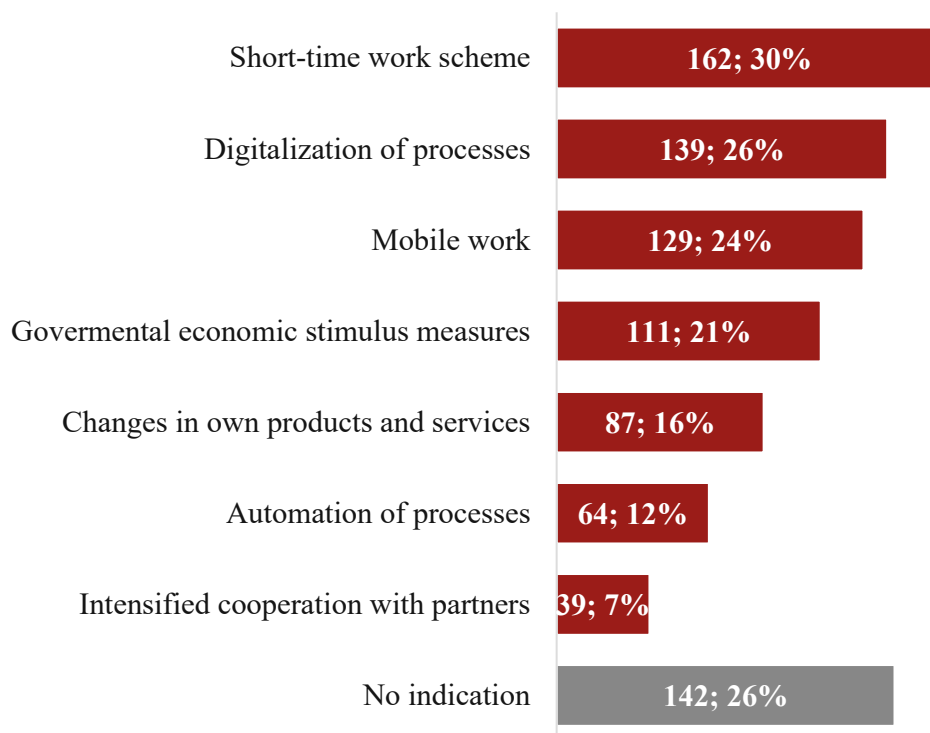 Short-time work scheme 162; 30%
Digitalization of processes 139; 26%
Mobile work 129; 24%
Govermental economic stimulus measures 111; 21%
Changes in own products and services 87; 16%
Automation of processes 64; 12%
Intensified cooperation with partners 39; 7%
No indication 142; 26%